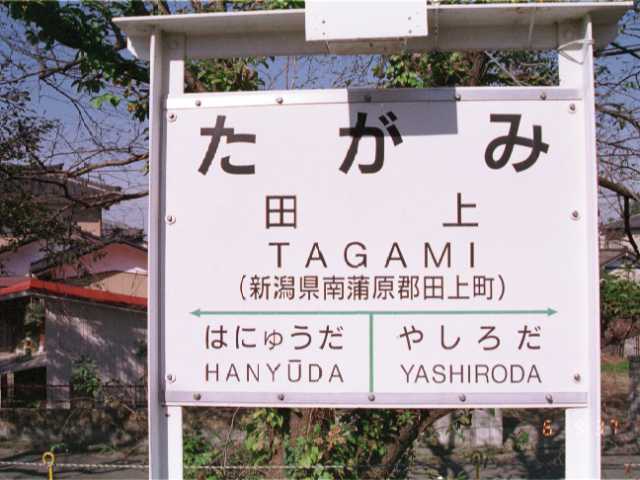 たがみ
田上
TAGAMI
(新潟県南蒲原郡田上町)
はにゅうだ やしろだ
HANYŪDA YASHIRODA